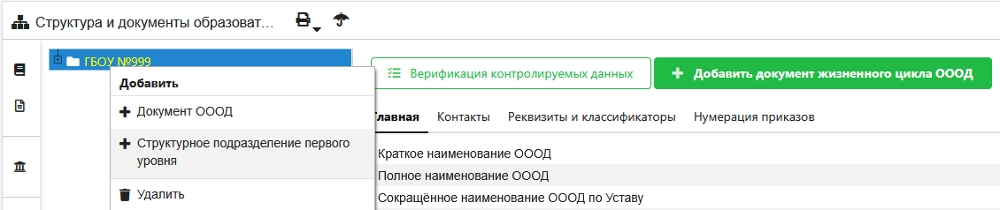 Структура и документы образоват...
ГБОУ №999
Добавить
Документ ОООД
Структурное подразделение первого
уровня
Удалить
Верификация контролируемых данных
Добавить документ жизненного цикла ОООД
Главная
Контакты
Реквизиты и классификаторы
Нумерация приказов
Краткое наименование ОООД
Полное наименование ОООД
Сокращённое наименование ОООД по Уставу